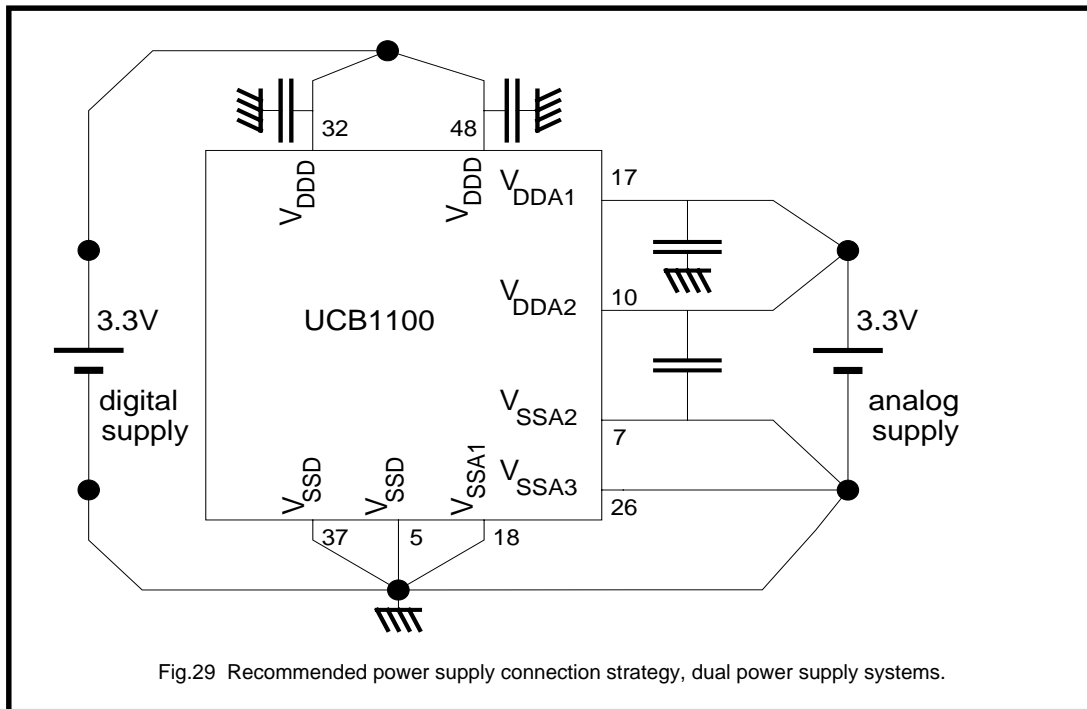 32
48
VDDD
VDDD
VDDA1
17
VDDA2
10
UCB1100
3.3V
digital
supply
3.3V
analog
supply
VSSA2
7
VSSA3
26
VSSD
VSSD
VSSA1
37
5
18
Fig.29 Recommended power supply connection strategy, dual power supply systems.